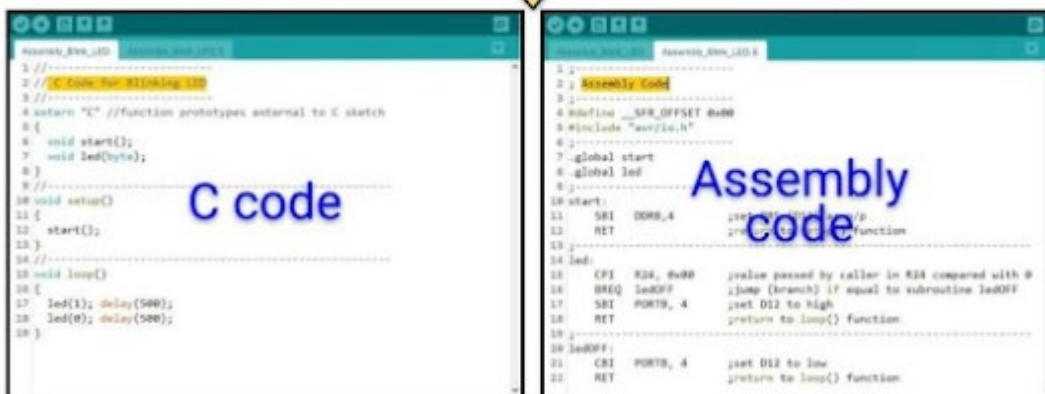 Assembly_Blink_LED
1 //--------------------------
2 // C Code for Blinking LED
3 //--------------------------
4 extern "C" //function prototypes external to C sketch
5 {
6 void start();
7 void led(byte);
8 }
9 //--------------------------------------------------------
10 void setup()
11 {
12 start();
13 }
14 //--------------------------------------------------------
15 void loop()
16 {
17 led(1); delay(500);
18 led(0); delay(500);
19 }
C code
Assembly_Blink_LED.S
1 ;--------------------------
2 ; Assembly Code
3 ;--------------------------
4 #define __SFR_OFFSET 0x00
5 #include "avr/io.h"
6 ;--------------------------
7 .global start
8 .global led
9 ;--------------------------
10 start:
11 SBI DDRB,4 ;set
12 RET ;return to function
13 ;--------------------------------------------------------
14 led:
15 CPI R24, 0x00 ;value passed by caller in R24 compared with 0
16 BREQ ledOFF ;jump (branch) if equal to subroutine ledOFF
17 SBI PORTB, 4 ;set D12 to high
18 RET ;return to loop() function
19 ;--------------------------------------------------------
20 ledOFF:
21 CBI PORTB, 4 ;set D12 to low
22 RET ;return to loop() function
Assembly
code